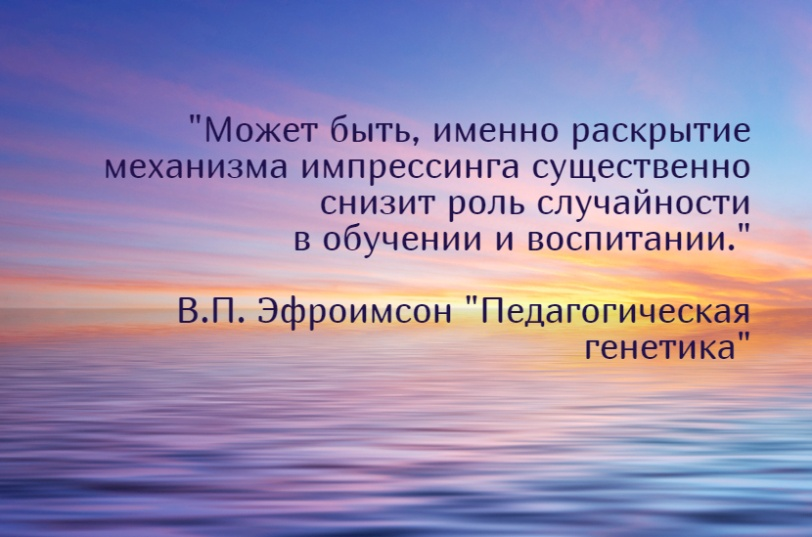 "Может быть, именно раскрытие
механизма импрессинга существенно
снизит роль случайности
в обучении и воспитании."
В.П. Эфроимсон "Педагогическая
генетика"